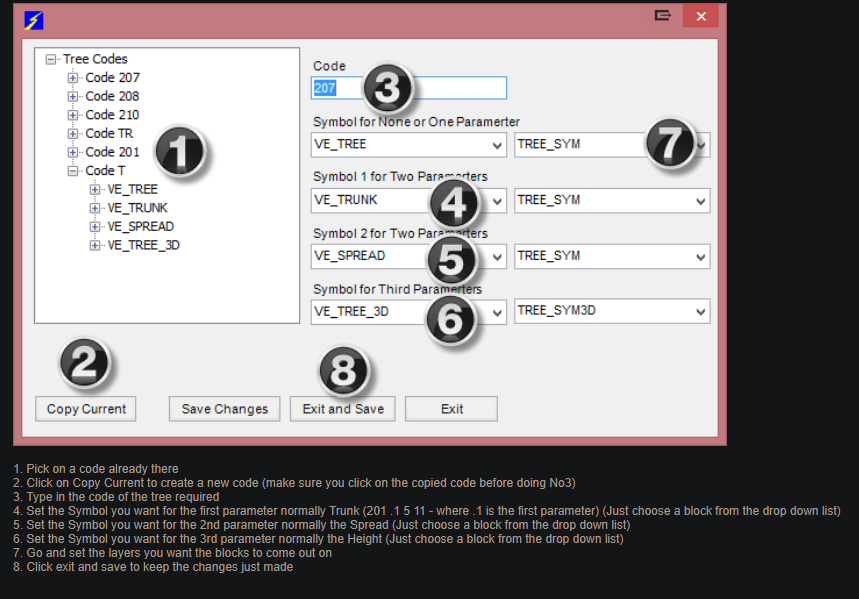 Tree Codes
Code 207
Code 208
Code 210
Code TR
Code 201
Code T
VE_TREE
VE_TRUNK
VE_SPREAD
VE_TREE_3D
1
Code
207
3
Symbol for None or One Paramerter
VE_TREE TREE_SYM
7
Symbol 1 for Two Paramerters
VE_TRUNK TREE_SYM
4
Symbol 2 for Two Paramerters
VE_SPREAD TREE_SYM
5
Symbol for Third Paramerters
VE_TREE_3D TREE_SYM3D
6
2
8
Copy Current Save Changes Exit and Save Exit
1. Pick on a code already there
2. Click on Copy Current to create a new code (make sure you click on the copied code before doing No3)
3. Type in the code of the tree required
4. Set the Symbol you want for the first parameter normally Trunk (201 .1 5 11 - where .1 is the first parameter) (Just choose a block from the drop down list)
5. Set the Symbol you want for the 2nd parameter normally the Spread (Just choose a block from the drop down list)
6. Set the Symbol you want for the 3rd parameter normally the Height (Just choose a block from the drop down list)
7. Go and set the layers you want the blocks to come out on
8. Click exit and save to keep the changes just made